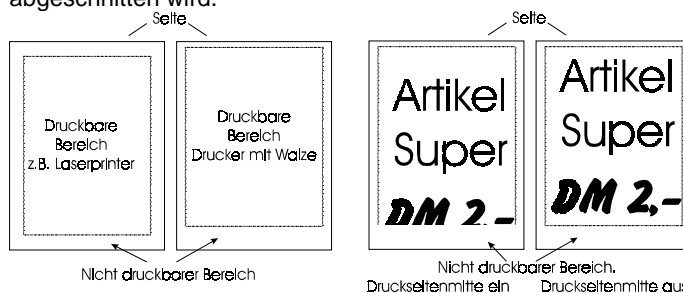 abgeschnitten wird.
Seite
Druckbare
Bereich
z.B. Laserprinter
Druckbare
Bereich
Drucker mit Walze
Nicht druckbarer Bereich
Seite
Artikel
Super
DM 2,-
Artikel
Super
DM 2,-
Nicht druckbarer Bereich.
Druckseitenmitte ein
Druckseitenmitte aus